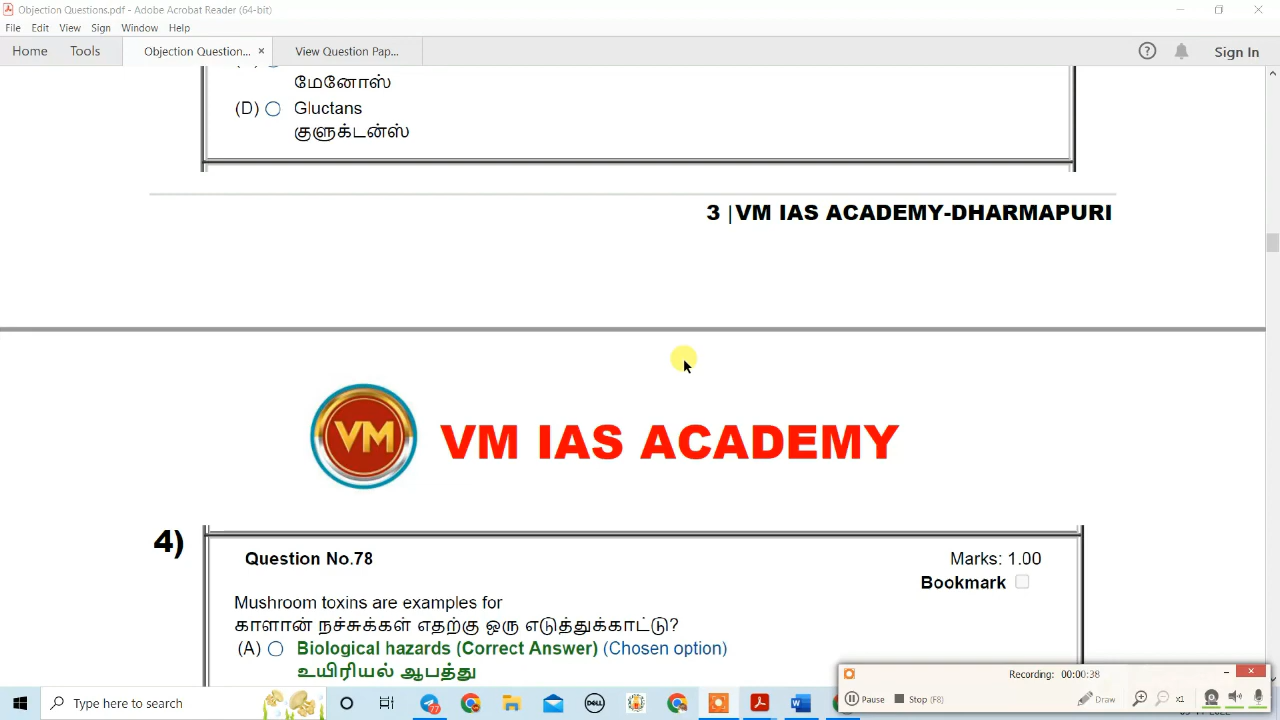 Objection Questions.pdf - Adobe Acrobat Reader (64-bit)
File Edit View Sign Window Help
Home Tools Objection Question... × View Question Pap... Sign In
மேனோஸ்
(D) Gluctans
குளுக்டன்ஸ்
3 |VM IAS ACADEMY-DHARMAPURI
VM VM IAS ACADEMY
4)
Question No.78 Marks: 1.00
Bookmark
Mushroom toxins are examples for
காளான் நச்சுக்கள் எதற்கு ஒரு எடுத்துக்காட்டு?
(A) Biological hazards (Correct Answer) (Chosen option)
உயிரியல் ஆபத்து
Recording: 00:00:38
Pause Stop (F8) Draw x1
Type here to search